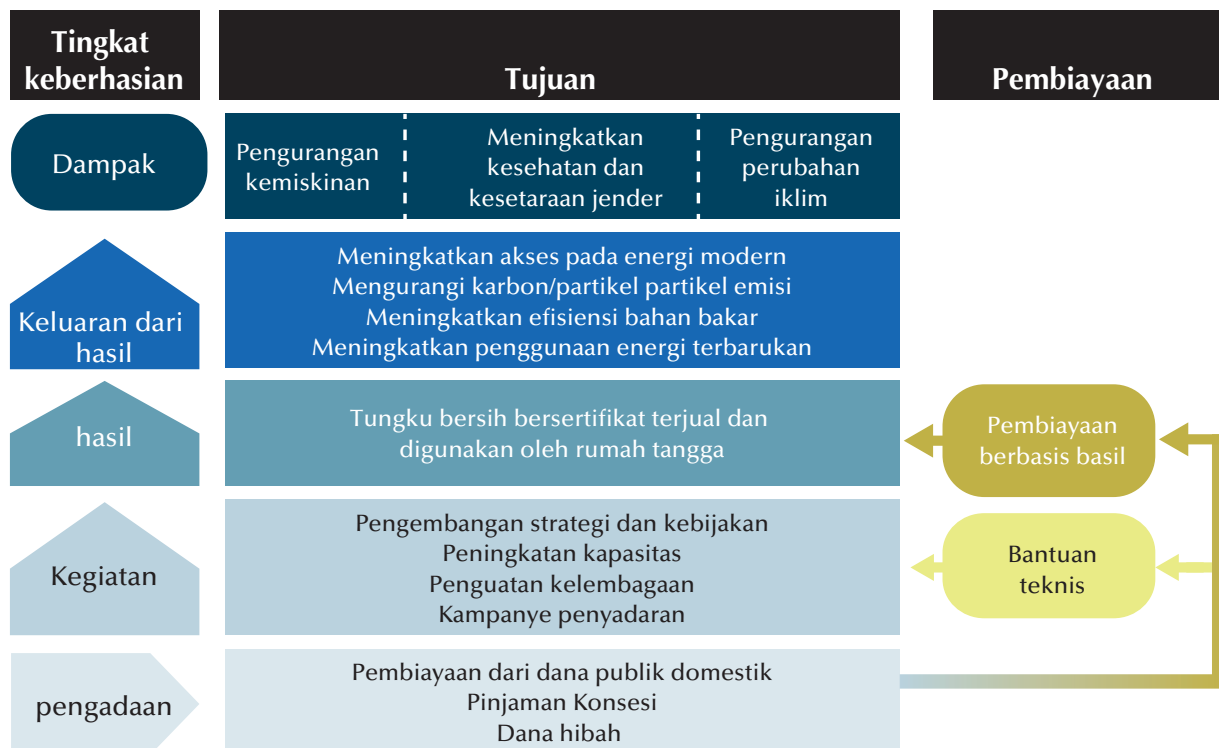 Tingkat
keberhasian
Tujuan
Pembiayaan
Dampak
Pengurangan
kemiskinan
Meningkatkan
kesehatan dan
kesetaraan jender
Pengurangan
perubahan
iklim
Keluaran dari
hasil
Meningkatkan akses pada energi modern
Mengurangi karbon/partikel partikel emisi
Meningkatkan efisiensi bahan bakar
Meningkatkan penggunaan energi terbarukan
hasil
Tungku bersih bersertifikat terjual dan
digunakan oleh rumah tangga
Pembiayaan
berbasis basil
Kegiatan
Pengembangan strategi dan kebijakan
Peningkatan kapasitas
Penguatan kelembagaan
Kampanye penyadaran
Bantuan
teknis
pengadaan
Pembiayaan dari dana publik domestik
Pinjaman Konsesi
Dana hibah